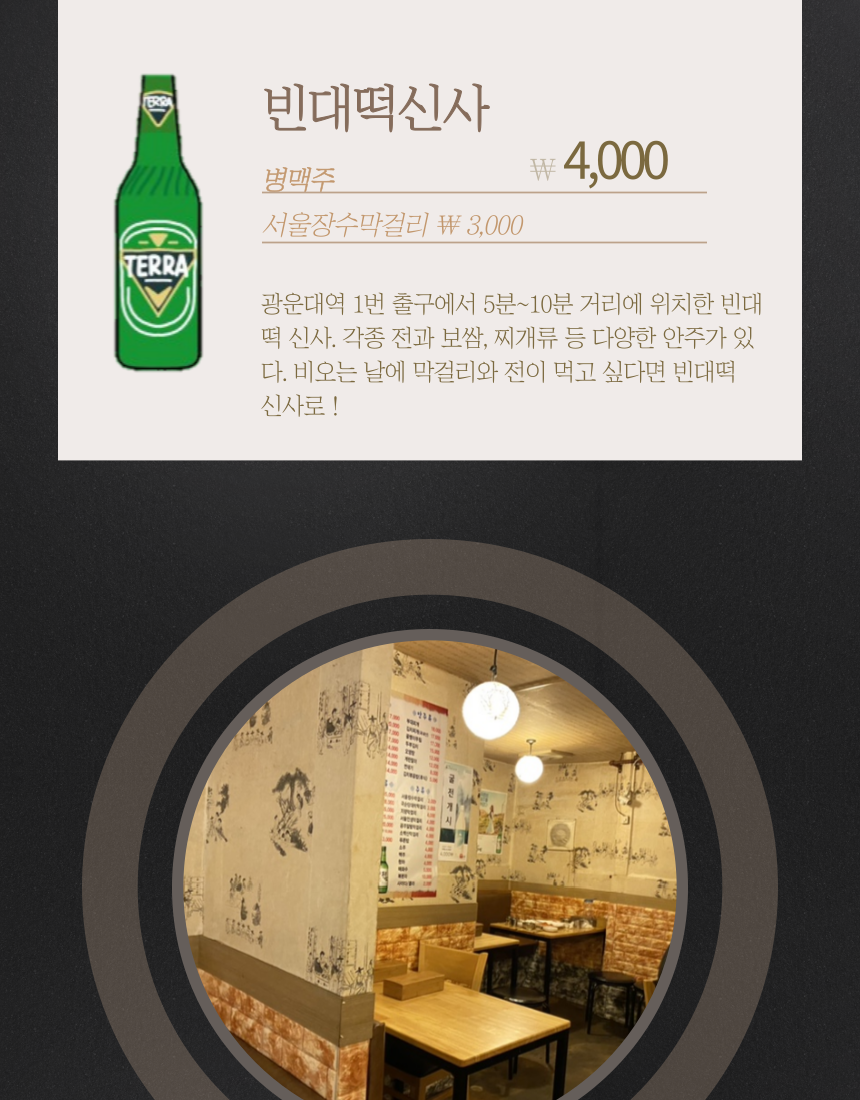 TERRA
TERRA
빈대떡신사
병맥주 ₩ 4,000
서울장수막걸리 ₩ 3,000
광운대역 1번 출구에서 5분~10분 거리에 위치한 빈대
떡 신사. 각종 전과 보쌈, 찌개류 등 다양한 안주가 있
다. 비오는 날에 막걸리와 전이 먹고 싶다면 빈대떡
신사로 !
굴전개시